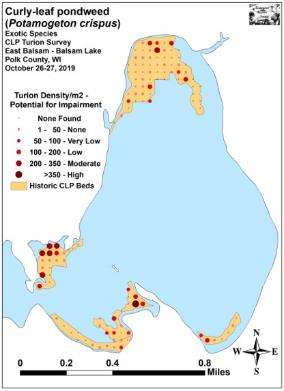 Curly-leaf pondweed
(Potamogeton crispus)
Exotic Species
CLP Turion Survey
East Balsam - Balsam Lake
Polk County, WI
October 26-27, 2019
Turion Density/m2 -
Potential for Impairment
None Found
1 - 50 - None
50 - 100 - Very Low
100 - 200 - Low
200 - 350 - Moderate
>350 - High
Historic CLP Beds
N
W E
S
0 0.2 0.4 0.8
Miles